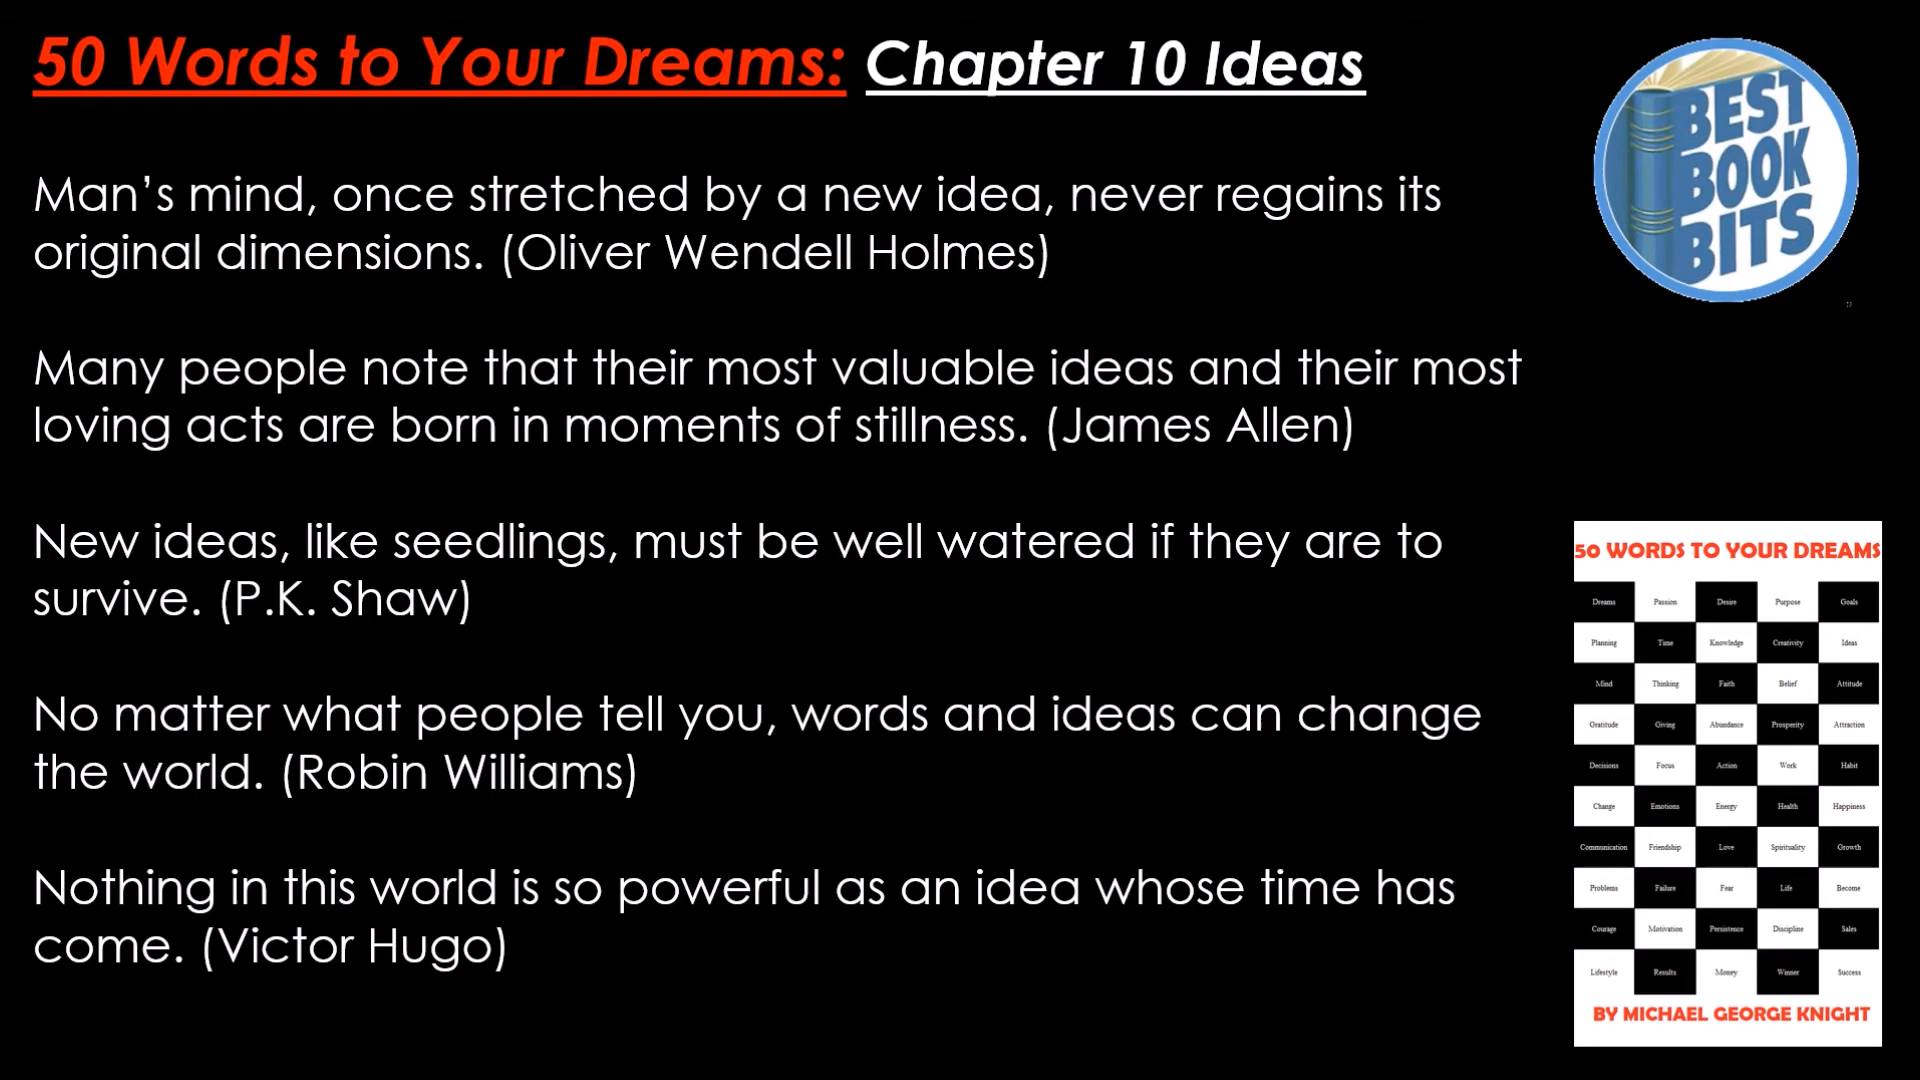 50 Words to Your Dreams: Chapter 10 Ideas
BEST
BOOK
BITS
Man’s mind, once stretched by a new idea, never regains its
original dimensions. (Oliver Wendell Holmes)
Many people note that their most valuable ideas and their most
loving acts are born in moments of stillness. (James Allen)
New ideas, like seedlings, must be well watered if they are to
survive. (P.K. Shaw)
No matter what people tell you, words and ideas can change
the world. (Robin Williams)
Nothing in this world is so powerful as an idea whose time has
come. (Victor Hugo)
50 WORDS TO YOUR DREAMS
Dreams Passion Desire Purpose Goals
Planning Time Knowledge Creativity Ideas
Mind Thinking Faith Belief Attitude
Gratitude Giving Abundance Prosperity Attraction
Decisions Focus Action Work Habit
Change Emotions Energy Health Happiness
Communication Friendship Love Spirituality Growth
Problems Failure Fear Life Become
Courage Motivation Persistence Discipline Sales
Lifestyle Results Money Winner Success
BY MICHAEL GEORGE KNIGHT